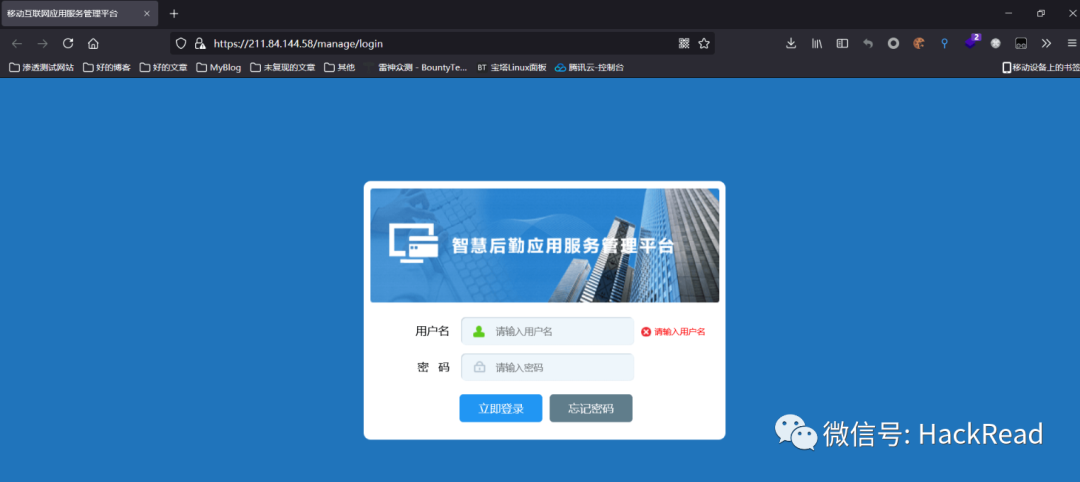 移动互联网应用服务管理平台
https://211.84.144.58/manage/login
2
渗透测试网站 好的博客 好的文章 MyBlog 未复现的文章 其他 雷神众测 - BountyTe... BT 宝塔Linux面板 腾讯云-控制台 移动设备上的书签
智慧后勤应用服务管理平台
用户名 请输入用户名 请输入用户名
密 码 请输入密码
立即登录 忘记密码
微信号: HackRead